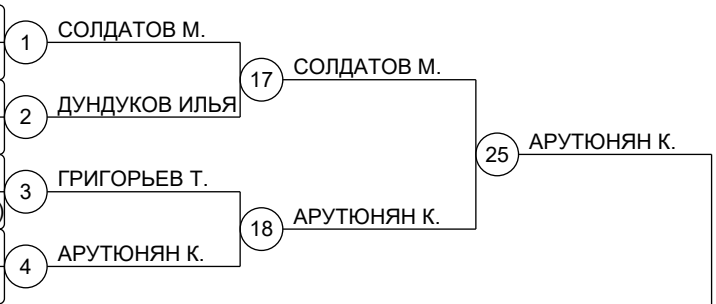 1 СОЛДАТОВ М.
17 СОЛДАТОВ М.
2 ДУНДУКОВ ИЛЬЯ
25 АРУТЮНЯН К.
3 ГРИГОРЬЕВ Т.
18 АРУТЮНЯН К.
)
4 АРУТЮНЯН К.